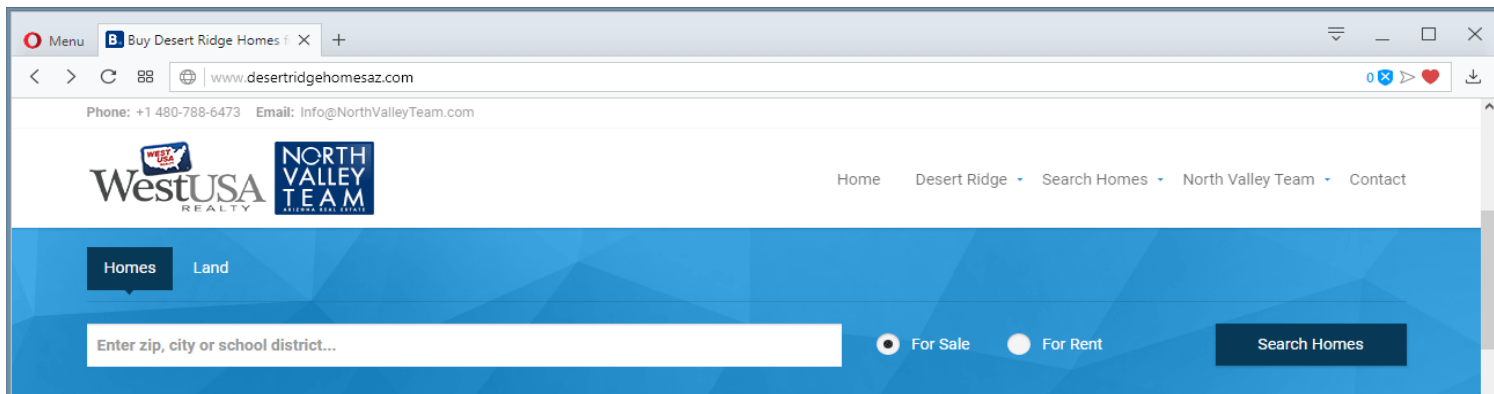 Menu Buy Desert Ridge Homes f
www.desertridgehomesaz.com 0
Phone: +1 480-788-6473 Email: Info@NorthValleyTeam.com
WEST USA REALTY
WestUSA
REALTY
NORTH
VALLEY
TEAM
ARIZONA REAL ESTATE
Home Desert Ridge Search Homes North Valley Team Contact
Homes Land
Enter zip, city or school district... For Sale For Rent Search Homes